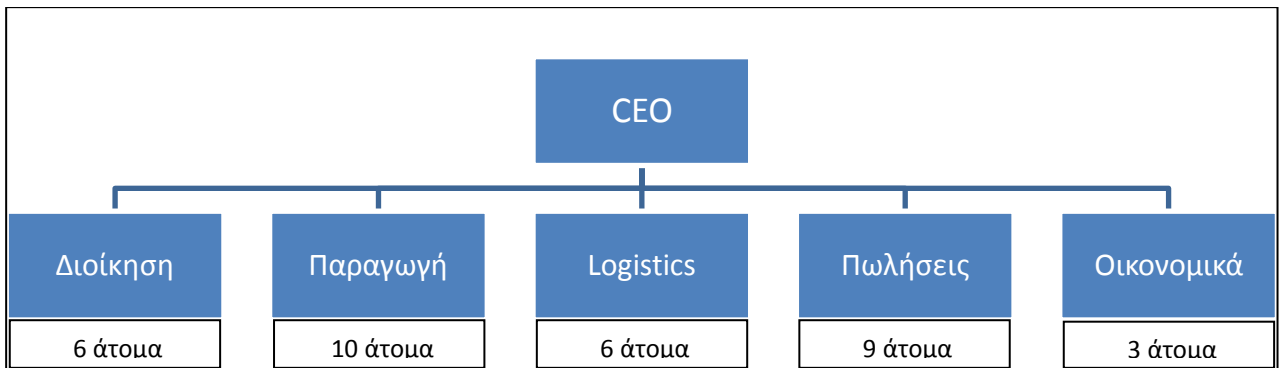 CEO
Διοίκηση
Παραγωγή
Logistics
Πωλήσεις
Οικονομικά
6 άτομα
10 άτομα
6 άτομα
9 άτομα
3 άτομα